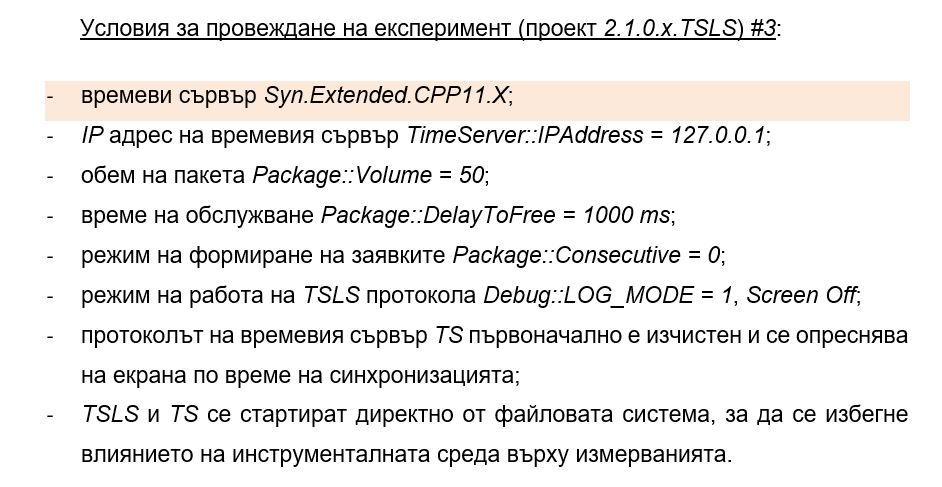 Условия за провеждане на експеримент (проект 2.1.0.x.TSLS) #3:
- времеви сървър Syn.Extended.CPP11.X;
- IP адрес на времевия сървър TimeServer::IPAddress = 127.0.0.1;
- обем на пакета Package::Volume = 50;
- време на обслужване Package::DelayToFree = 1000 ms;
- режим на формиране на заявките Package::Consecutive = 0;
- режим на работа на TSLS протокола Debug::LOG_MODE = 1, Screen Off;
- протоколът на времевия сървър TS първоначално е изчистен и се опреснява
на екрана по време на синхронизацията;
- TSLS и TS се стартират директно от файловата система, за да се избегне
влиянието на инструменталната среда върху измерванията.